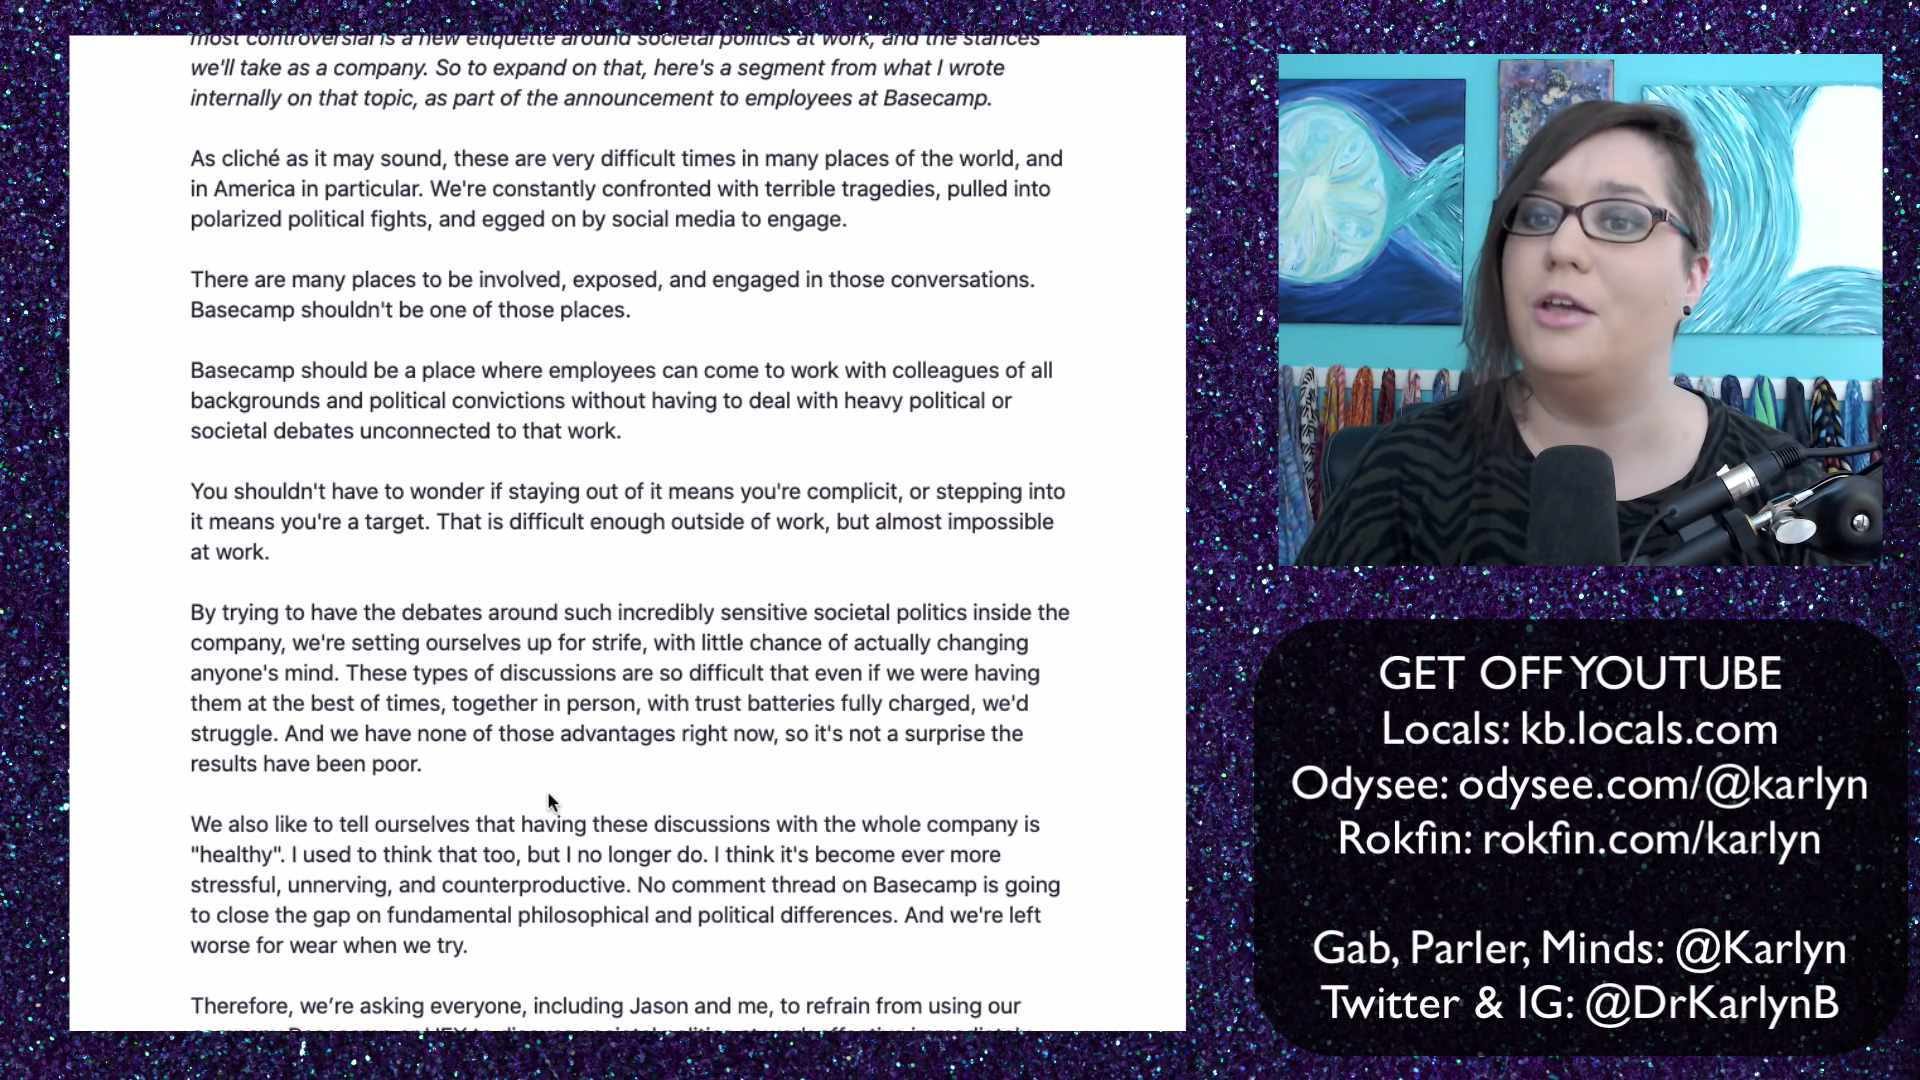 most controversial is a new etiquette around societal politics at work, and the stances
we'll take as a company. So to expand on that, here's a segment from what I wrote
internally on that topic, as part of the announcement to employees at Basecamp.
As cliché as it may sound, these are very difficult times in many places of the world, and
in America in particular. We're constantly confronted with terrible tragedies, pulled into
polarized political fights, and egged on by social media to engage.
There are many places to be involved, exposed, and engaged in those conversations.
Basecamp shouldn't be one of those places.
Basecamp should be a place where employees can come to work with colleagues of all
backgrounds and political convictions without having to deal with heavy political or
societal debates unconnected to that work.
You shouldn't have to wonder if staying out of it means you're complicit, or stepping into
it means you're a target. That is difficult enough outside of work, but almost impossible
at work.
By trying to have the debates around such incredibly sensitive societal politics inside the
company, we're setting ourselves up for strife, with little chance of actually changing
anyone's mind. These types of discussions are so difficult that even if we were having
them at the best of times, together in person, with trust batteries fully charged, we'd
struggle. And we have none of those advantages right now, so it's not a surprise the
results have been poor.
We also like to tell ourselves that having these discussions with the whole company is
"healthy". I used to think that too, but I no longer do. I think it's become ever more
stressful, unnerving, and counterproductive. No comment thread on Basecamp is going
to close the gap on fundamental philosophical and political differences. And we're left
worse for wear when we try.
Therefore, we’re asking everyone, including Jason and me, to refrain from using our
GET OFF YOUTUBE
Locals: kb.locals.com
Odysee: odysee.com/@karlyn
Rokfin: rokfin.com/karlyn
Gab, Parler, Minds: @Karlyn
Twitter & IG: @DrKarlynB